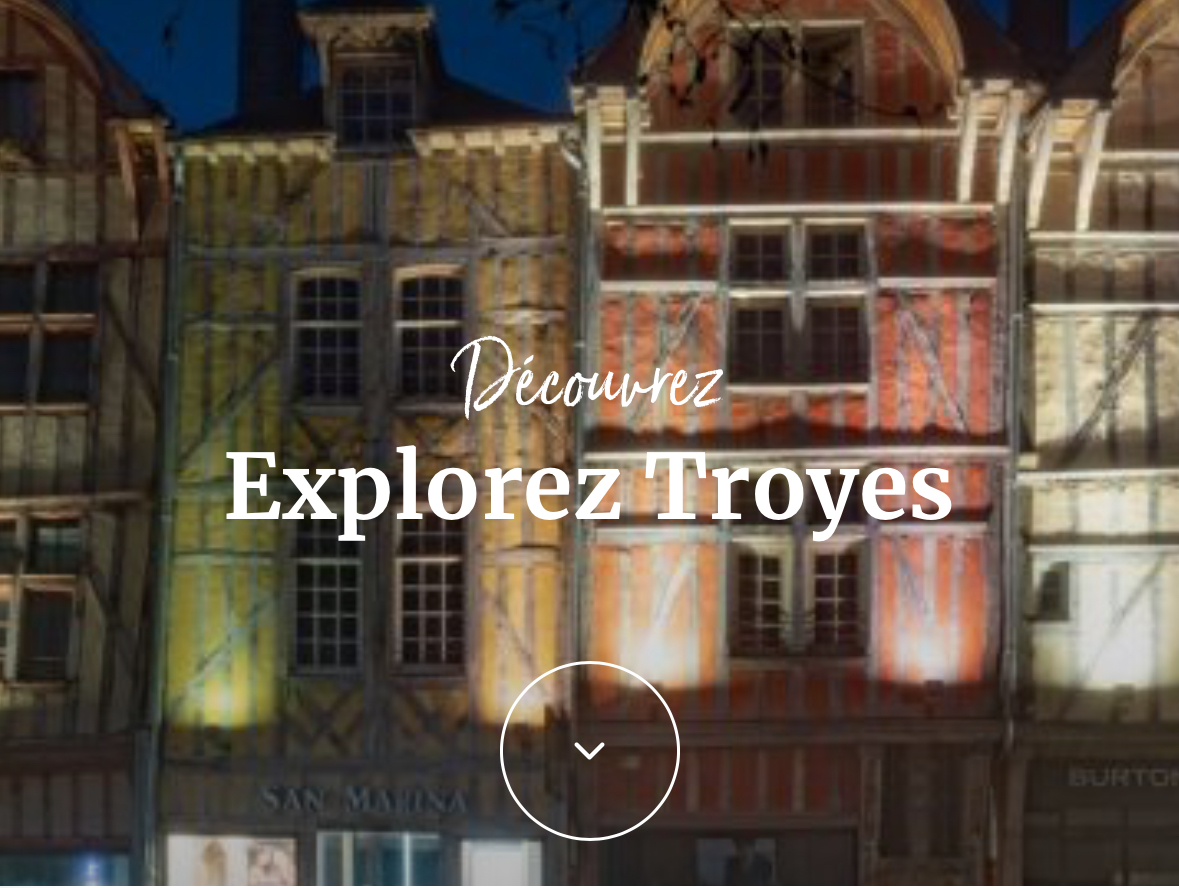 Découvrez
Explorez Troyes
SAN MARINA
BURTON